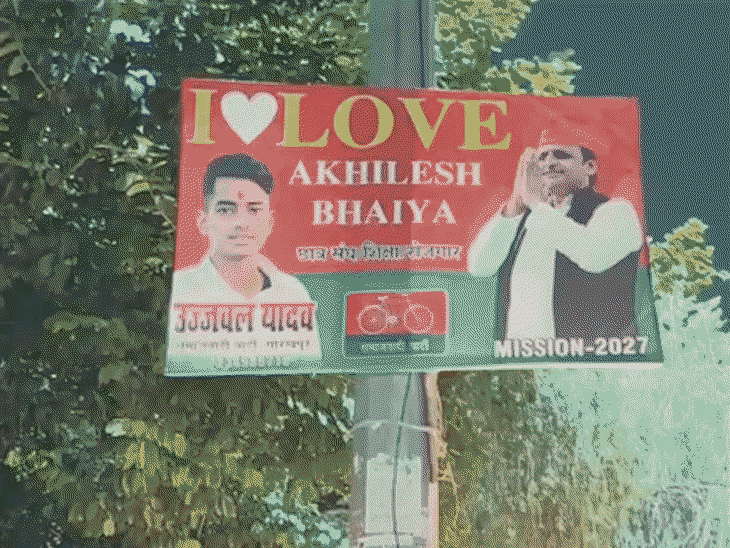 I LOVE
AKHILESH
BHAIYA
छात्र संघ शिक्षा रोजगार
उज्जवल यादव
समाजवादी पार्टी
MISSION-2027